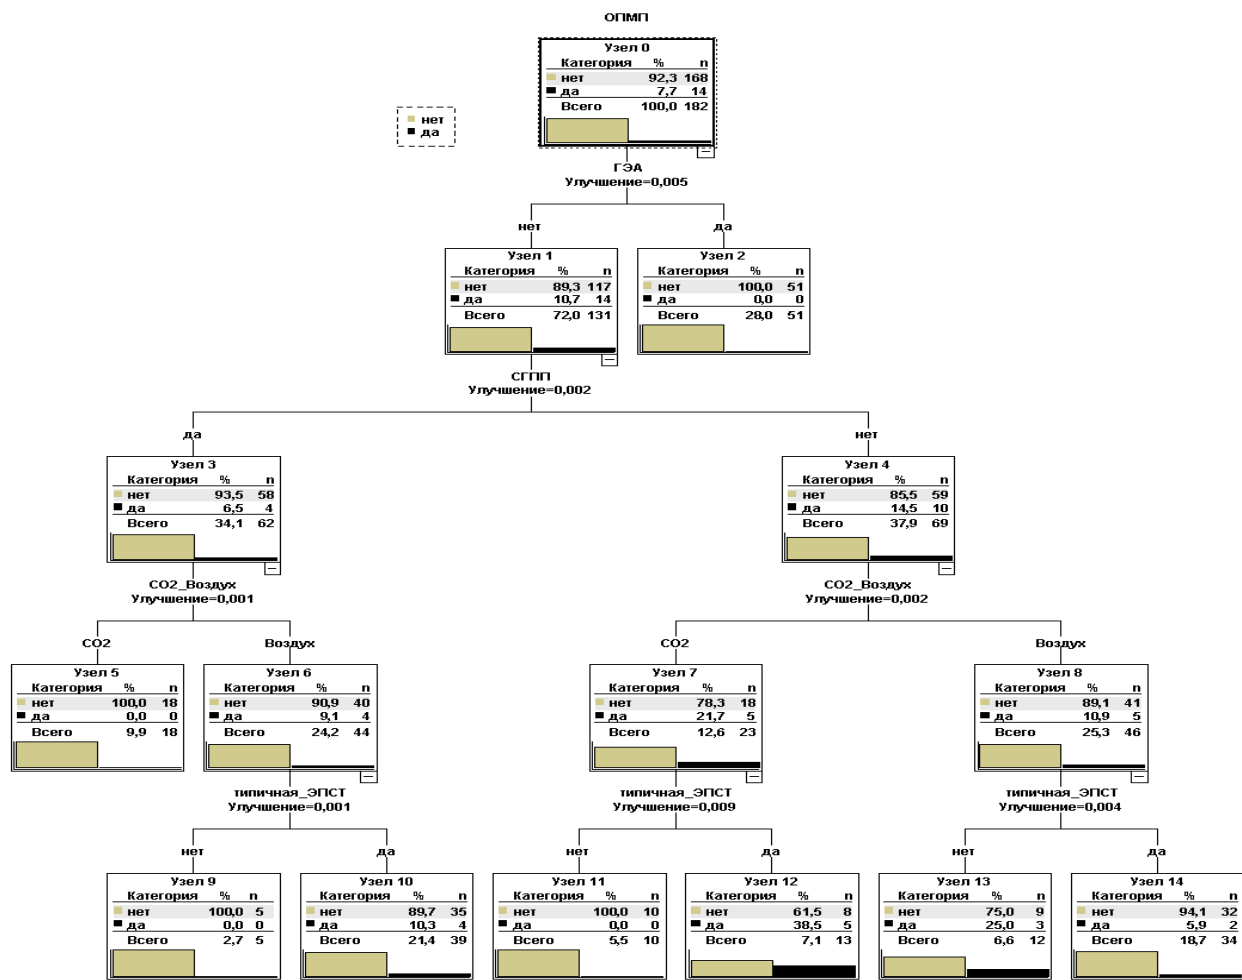 ОПМП
Узел 0
Категория % n
нет 92,3 168
да 7,7 14
Всего 100,0 182
нет
да
ГЭА
Улучшение=0,005
нет
да
Узел 1
Категория % n
нет 89,3 117
да 10,7 14
Всего 72,0 131
Узел 2
Категория % n
нет 100,0 51
да 0,0 0
Всего 28,0 51
СГПП
Улучшение=0,002
да
нет
Узел 3
Категория % n
нет 93,5 58
да 6,5 4
Всего 34,1 62
Узел 4
Категория % n
нет 85,5 59
да 14,5 10
Всего 37,9 69
CO2_Воздух
Улучшение=0,001
CO2_Воздух
Улучшение=0,002
CO2
Воздух
CO2
Воздух
Узел 5
Категория % n
нет 100,0 18
да 0,0 0
Всего 9,9 18
Узел 6
Категория % n
нет 90,9 40
да 9,1 4
Всего 24,2 44
Узел 7
Категория % n
нет 78,3 18
да 21,7 5
Всего 12,6 23
Узел 8
Категория % n
нет 89,1 41
да 10,9 5
Всего 25,3 46
типичная_ЭПСТ
Улучшение=0,001
типичная_ЭПСТ
Улучшение=0,009
типичная_ЭПСТ
Улучшение=0,004
нет
да
нет
да
нет
да
Узел 9
Категория % n
нет 100,0 5
да 0,0 0
Всего 2,7 5
Узел 10
Категория % n
нет 89,7 35
да 10,3 4
Всего 21,4 39
Узел 11
Категория % n
нет 100,0 10
да 0,0 0
Всего 5,5 10
Узел 12
Категория % n
нет 61,5 8
да 38,5 5
Всего 7,1 13
Узел 13
Категория % n
нет 75,0 9
да 25,0 3
Всего 6,6 12
Узел 14
Категория % n
нет 94,1 32
да 5,9 2
Всего 18,7 34